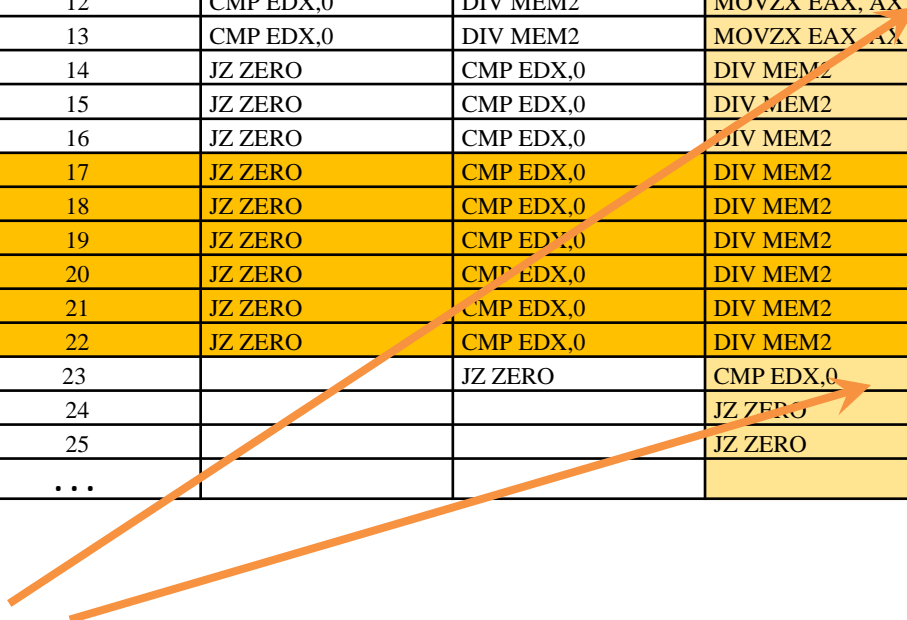 12 CMP EDX,0 DIV MEM2 MOVZX EAX, AX
13 CMP EDX,0 DIV MEM2 MOVZX EAX, AX
14 JZ ZERO CMP EDX,0 DIV MEM2
15 JZ ZERO CMP EDX,0 DIV MEM2
16 JZ ZERO CMP EDX,0 DIV MEM2
17 JZ ZERO CMP EDX,0 DIV MEM2
18 JZ ZERO CMP EDX,0 DIV MEM2
19 JZ ZERO CMP EDX,0 DIV MEM2
20 JZ ZERO CMP EDX,0 DIV MEM2
21 JZ ZERO CMP EDX,0 DIV MEM2
22 JZ ZERO CMP EDX,0 DIV MEM2
23 JZ ZERO CMP EDX,0
24 JZ ZERO
25 JZ ZERO
...